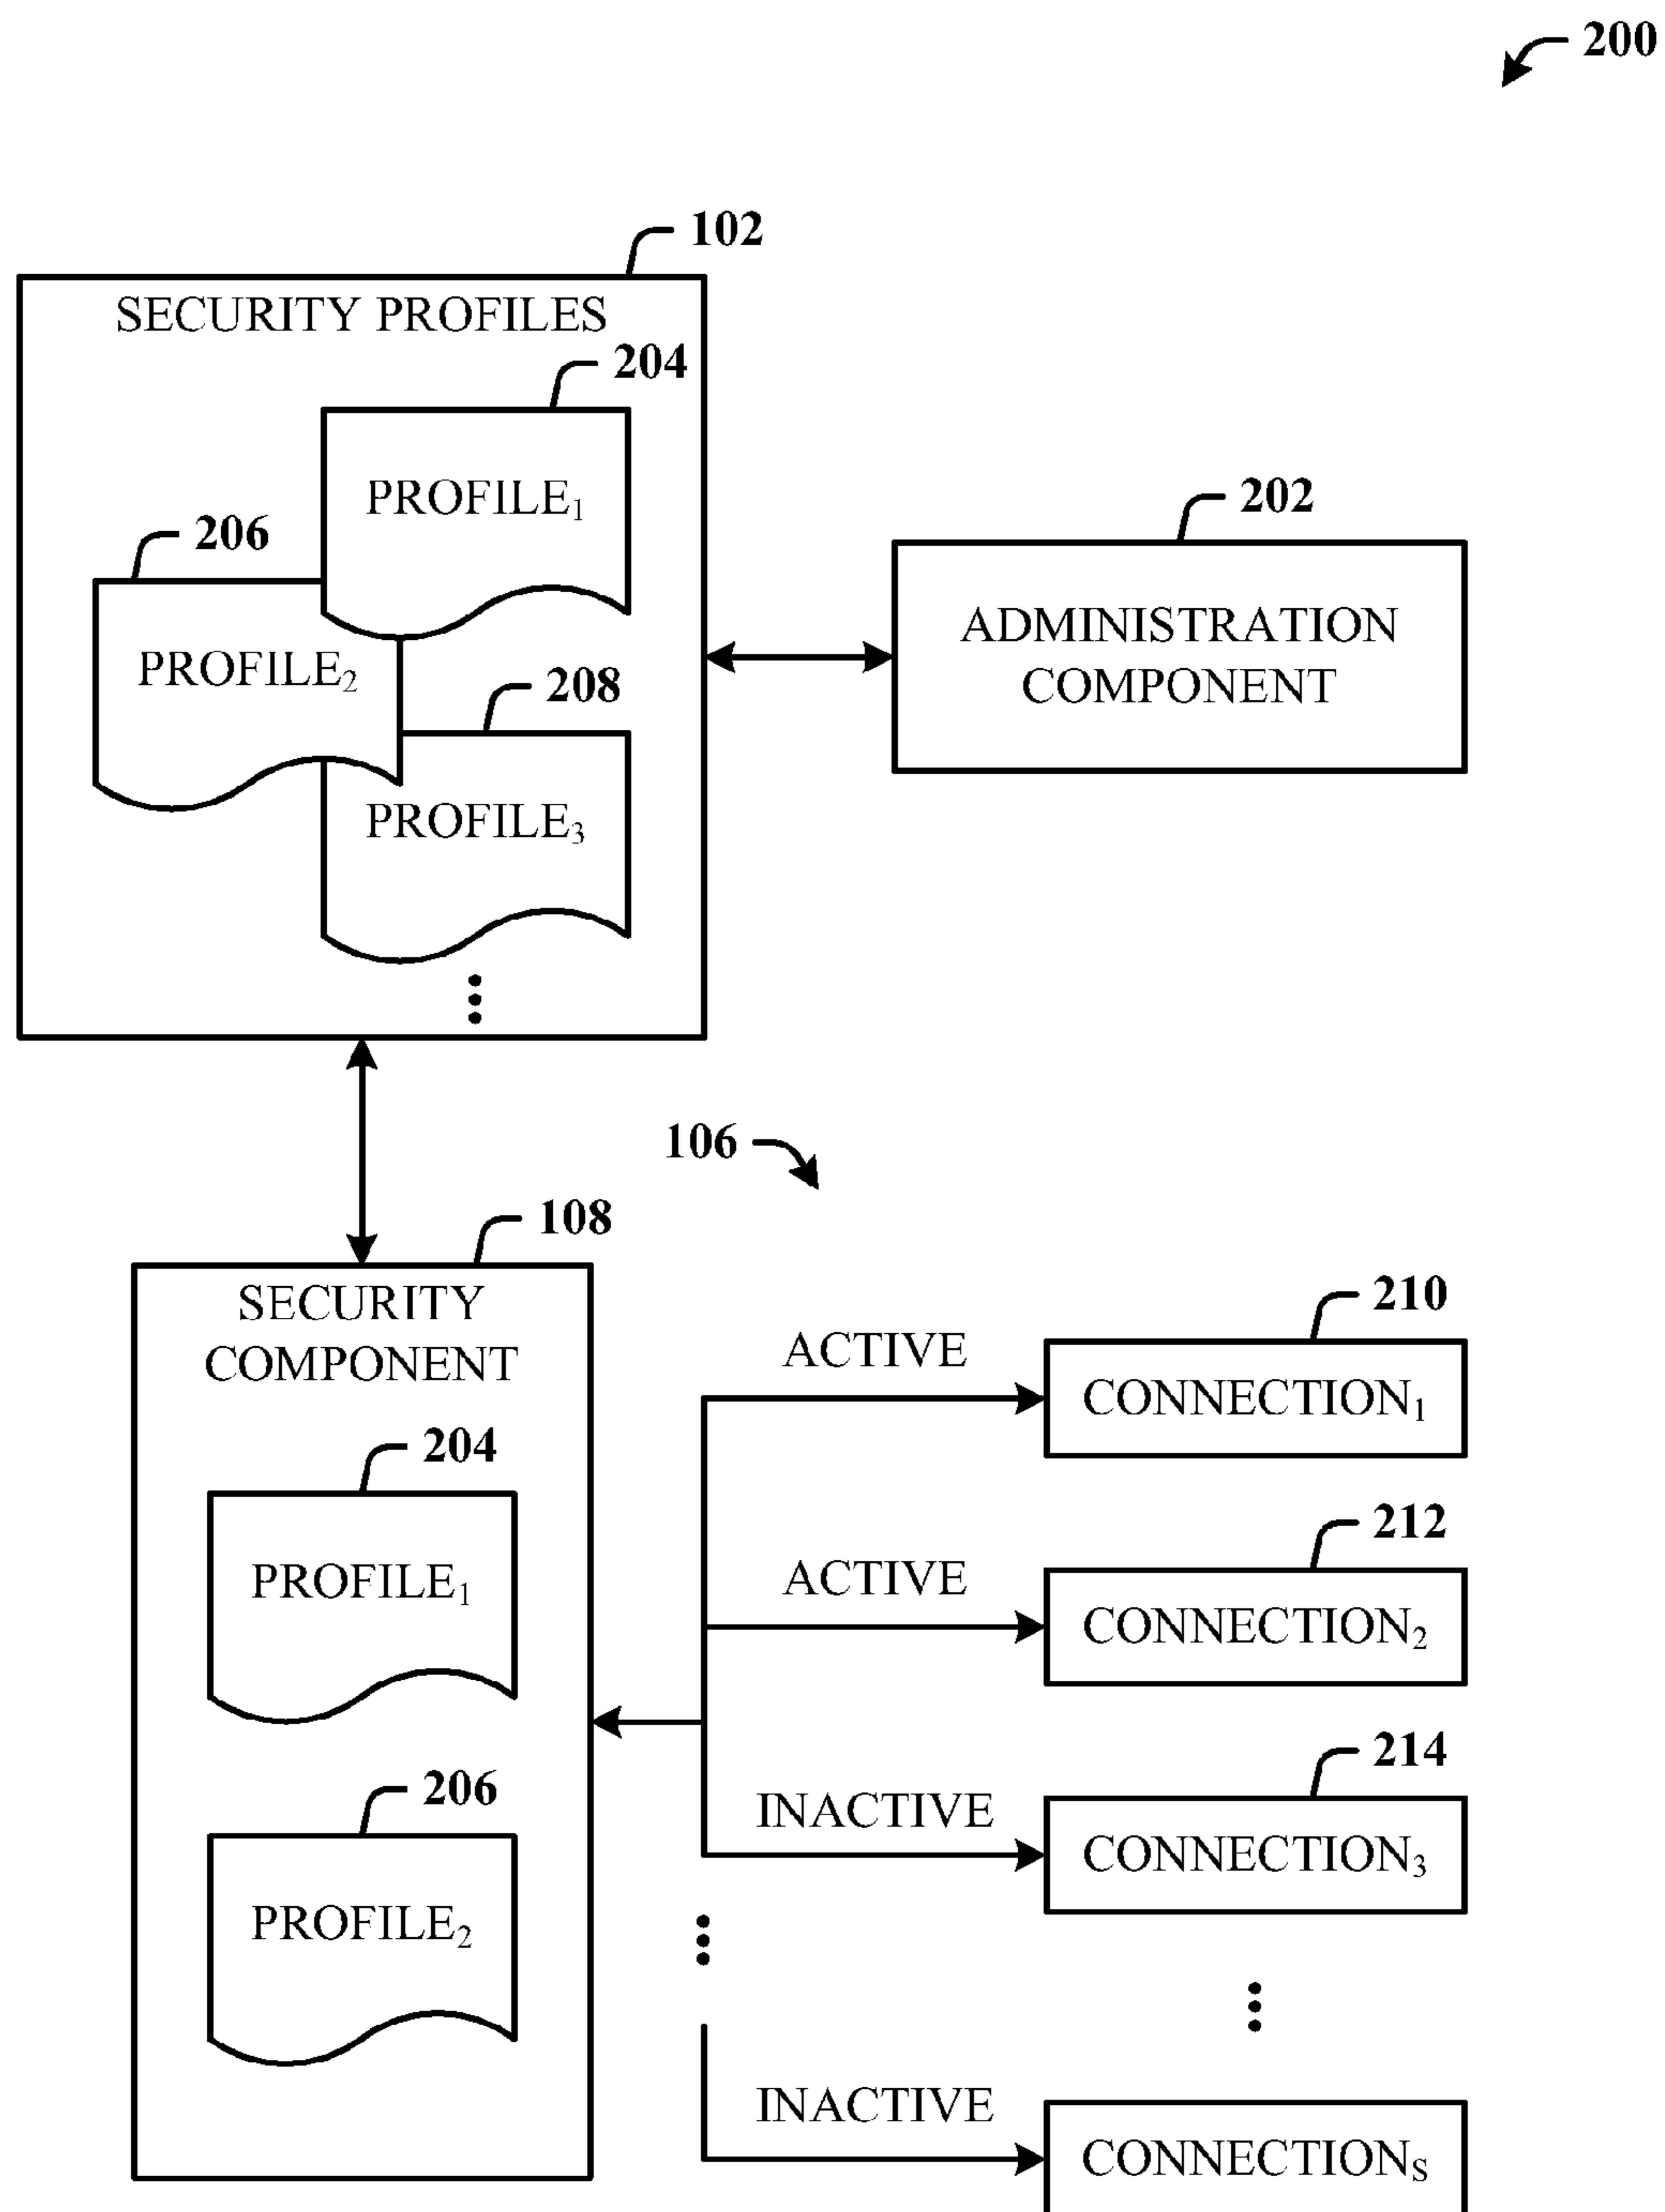 200
102
SECURITY PROFILES
204
PROFILE₁
206
PROFILE₂
208
PROFILE₃
202
ADMINISTRATION
COMPONENT
106
108
SECURITY
COMPONENT
204
PROFILE₁
206
PROFILE₂
ACTIVE
210
CONNECTION₁
ACTIVE
212
CONNECTION₂
INACTIVE
214
CONNECTION₃
INACTIVE
CONNECTIONS